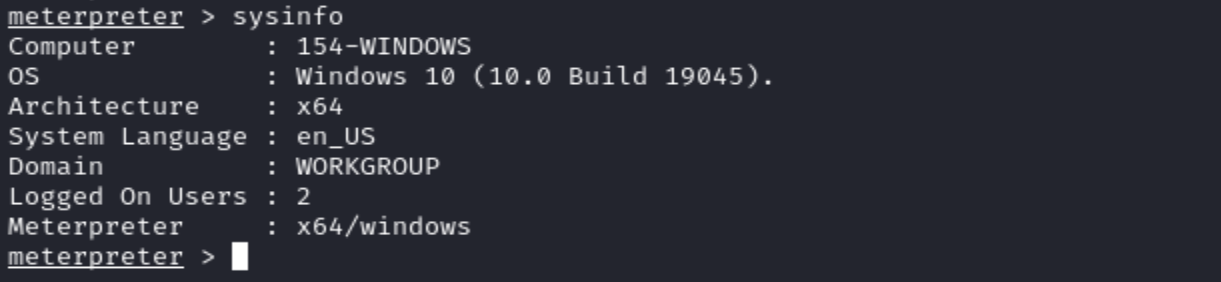 meterpreter > sysinfo
Computer        : 154-WINDOWS
OS              : Windows 10 (10.0 Build 19045).
Architecture    : x64
System Language : en_US
Domain          : WORKGROUP
Logged On Users : 2
Meterpreter     : x64/windows
meterpreter >